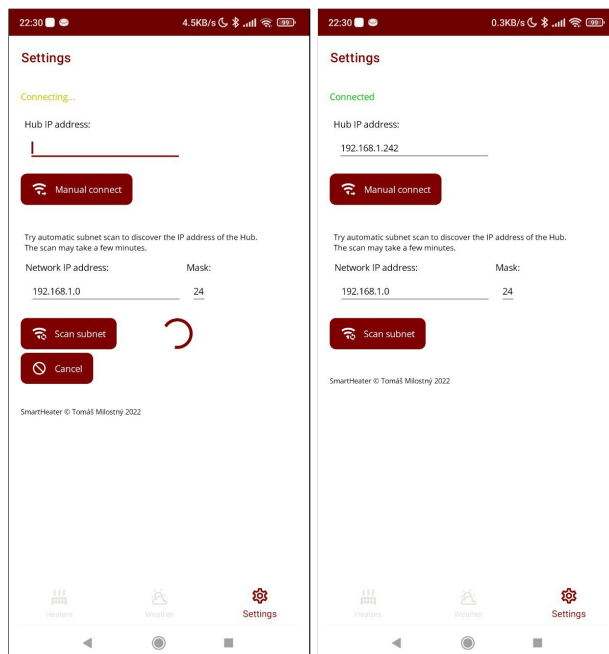 22:30 4.5KB/s 99
Settings
Connecting...
Hub IP address:
Manual connect
Try automatic subnet scan to discover the IP address of the Hub.
The scan may take a few minutes.
Network IP address: Mask:
192.168.1.0 24
Scan subnet
Cancel
SmartHeater © Tomáš Milostný 2022
Heaters Weather Settings
22:30 0.3KB/s 99
Settings
Connected
Hub IP address:
192.168.1.242
Manual connect
Try automatic subnet scan to discover the IP address of the Hub.
The scan may take a few minutes.
Network IP address: Mask:
192.168.1.0 24
Scan subnet
SmartHeater © Tomáš Milostný 2022
Heaters Weather Settings